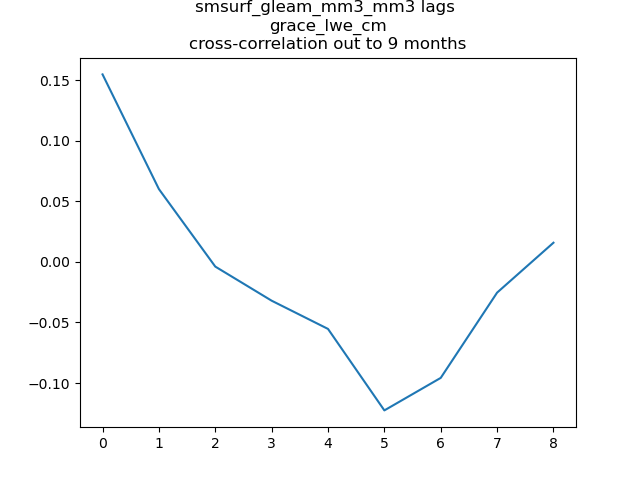 smsurf_gleam_mm3_mm3 lags
grace_lwe_cm
cross-correlation out to 9 months
0.15
0.10
0.05
0.00
−0.05
−0.10
0 1 2 3 4 5 6 7 8